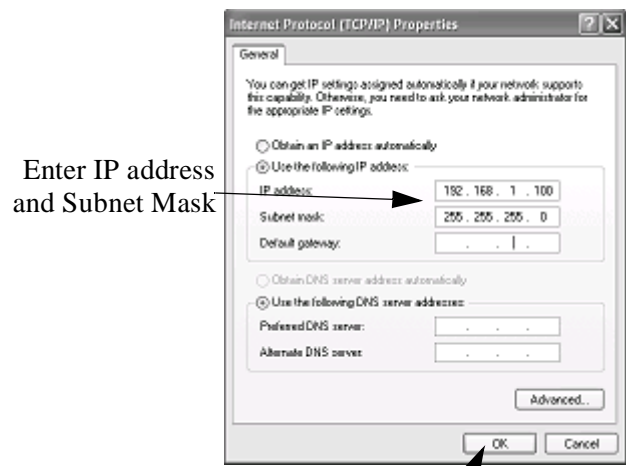 Internet Protocol (TCP/IP) Properties
General
You can get IP settings assigned automatically if your network supports
this capability. Otherwise, you need to ask your network administrator for
the appropriate IP settings.
Obtain an IP address automatically
Use the following IP address:
Enter IP address
and Subnet Mask
IP address: 192 . 168 . 1 . 100
Subnet mask: 255 . 255 . 255 . 0
Default gateway: . . .
Obtain DNS server address automatically
Use the following DNS server addresses:
Preferred DNS server: . . .
Alternate DNS server: . . .
Advanced...
OK Cancel